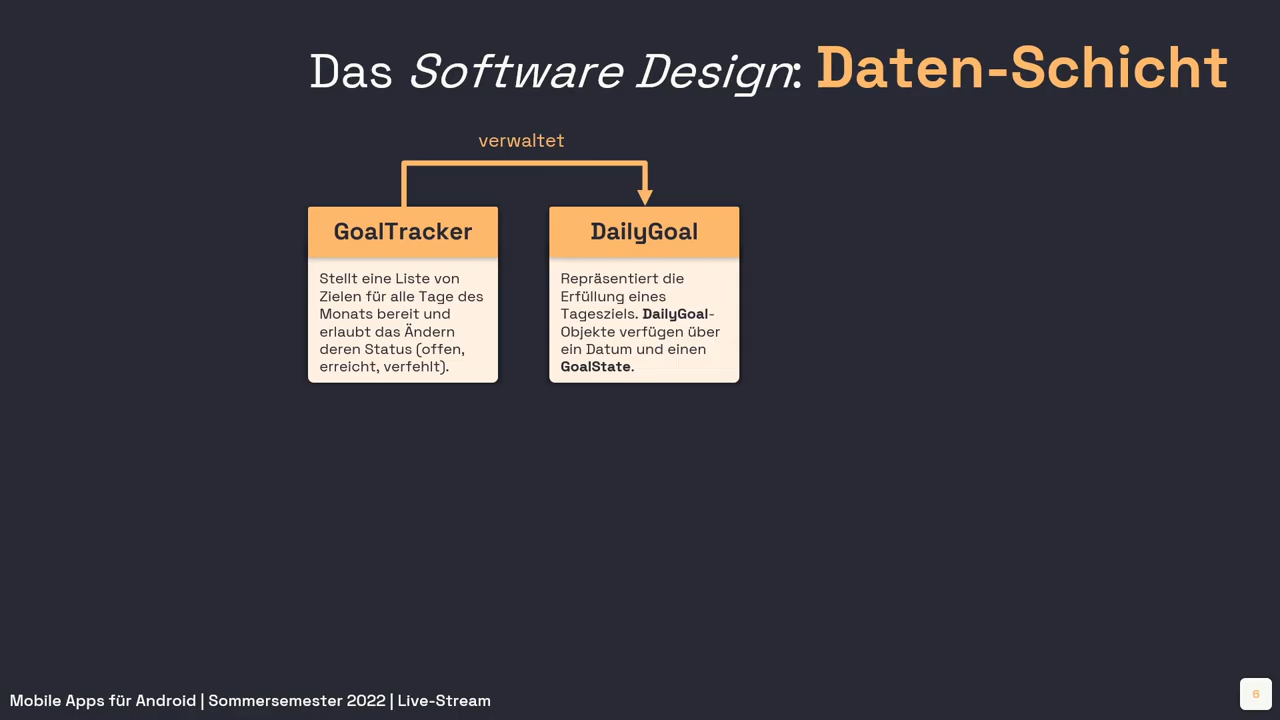 Das Software Design: Daten-Schicht
verwaltet
GoalTracker
Stellt eine Liste von
Zielen für alle Tage des
Monats bereit und
erlaubt das Ändern
deren Status (offen,
erreicht, verfehlt).
DailyGoal
Repräsentiert die
Erfüllung eines
Tagesziels. DailyGoal-
Objekte verfügen über
ein Datum und einen
GoalState.
Mobile Apps für Android | Sommersemester 2022 | Live-Stream
6